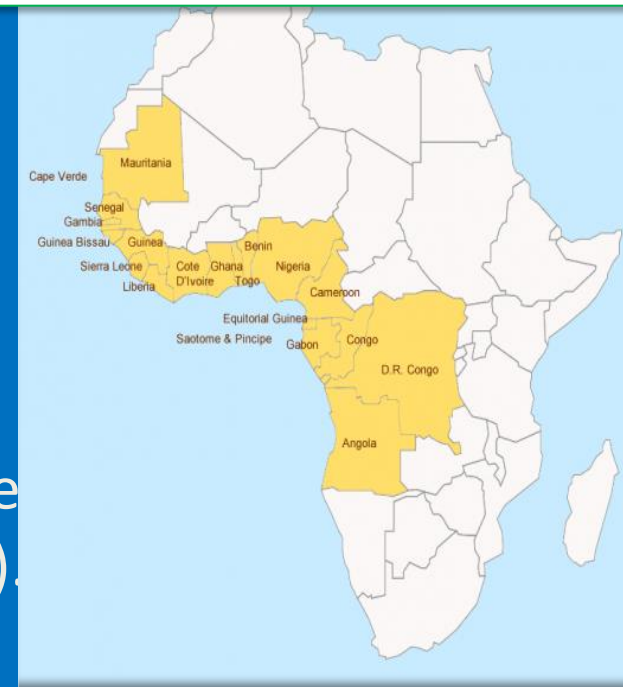 Mauritania
Cape Verde
Senegal
Gambia
Guinea Bissau
Guinea
Benin
Sierra Leone
Cote
D'Ivoire
Ghana
Nigeria
Liberia
Togo
Cameroon
Equitorial Guinea
Saotome & Pincipe
Gabon
Congo
D.R. Congo
Angola
e
).